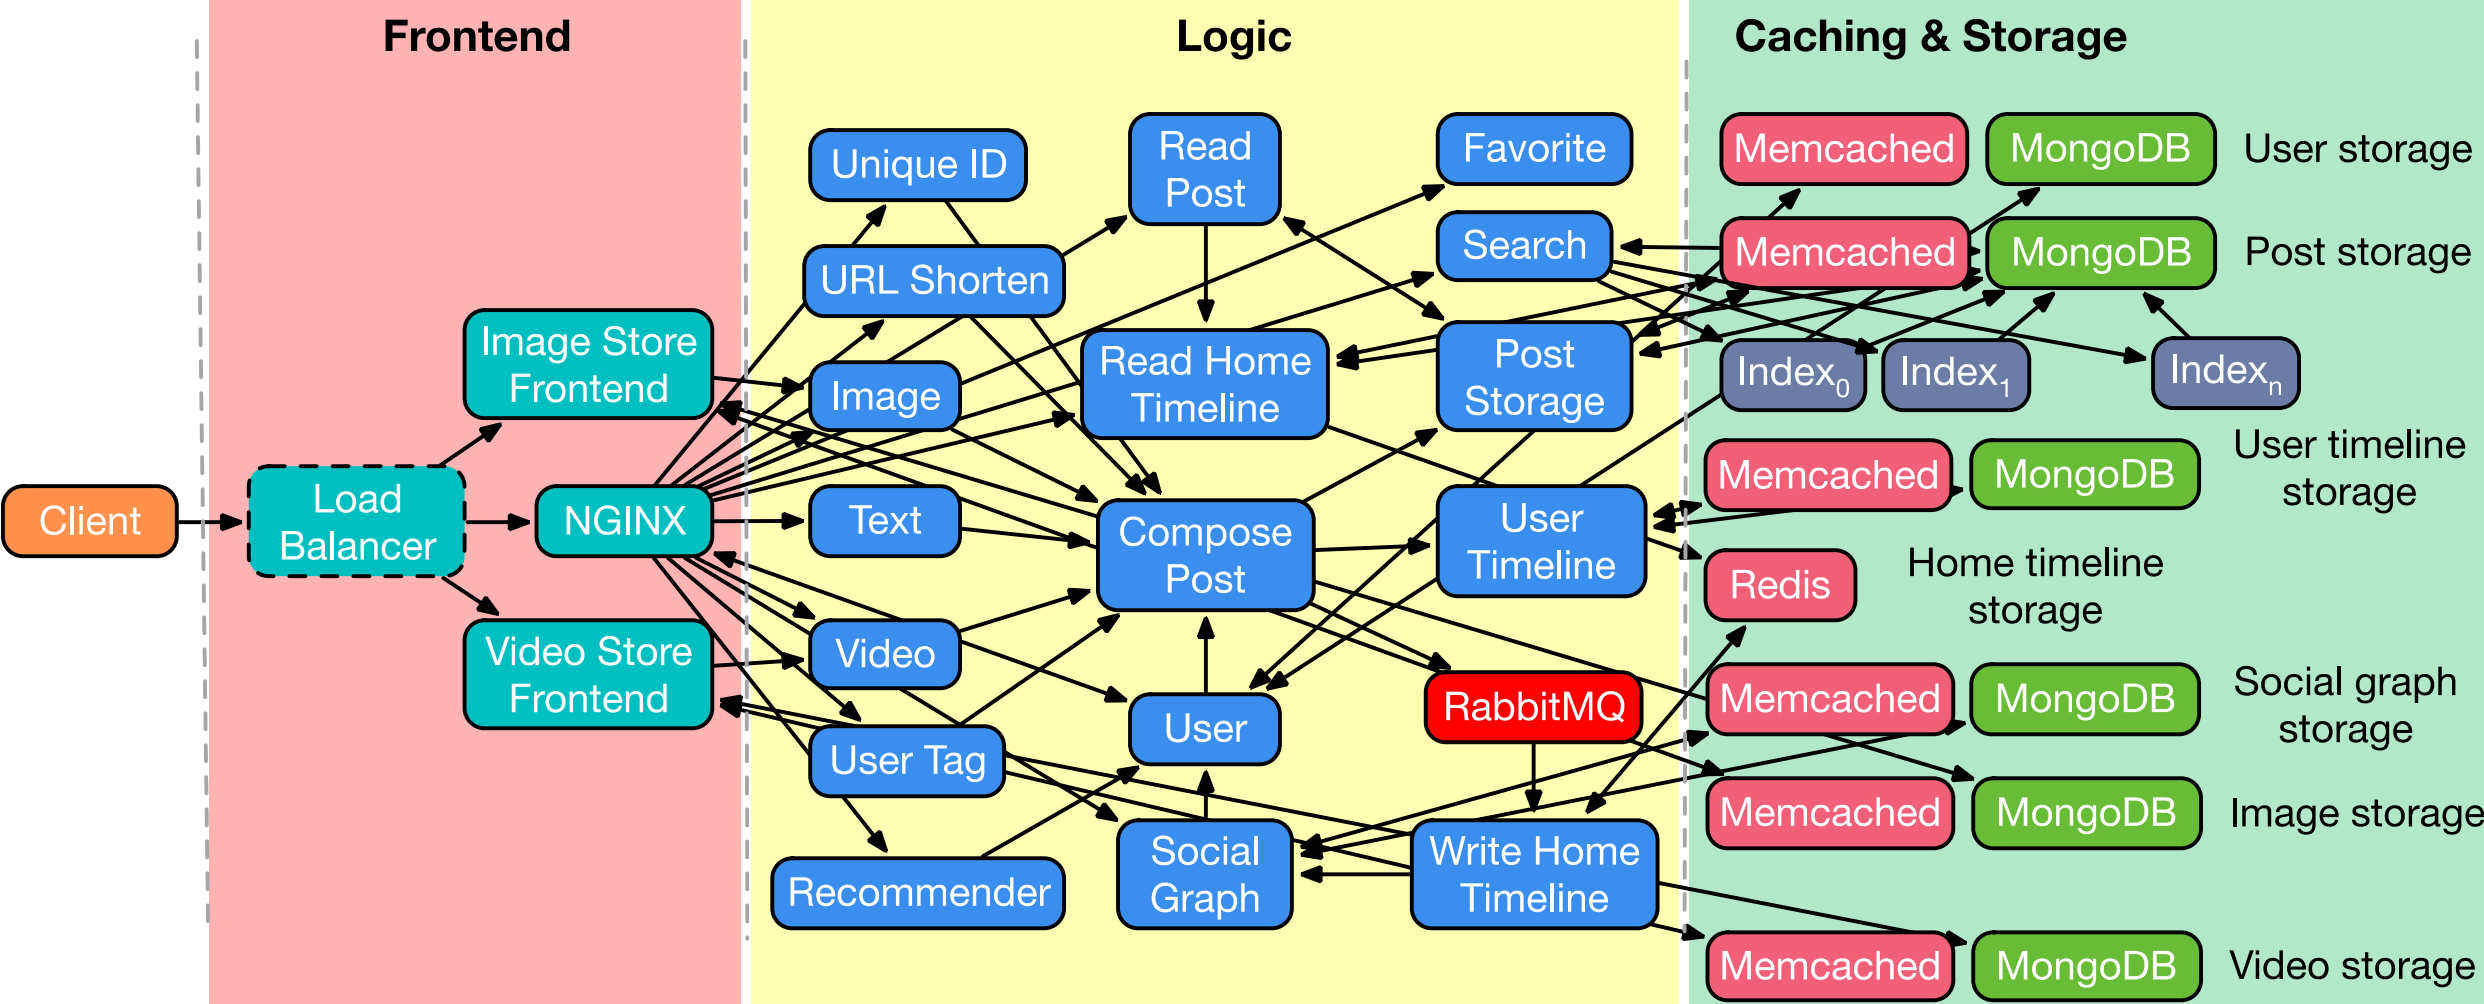 Frontend
Logic
Caching & Storage
Unique ID
Read
Post
Favorite
Memcached
MongoDB
User storage
URL Shorten
Search
Memcached
MongoDB
Post storage
Image Store
Frontend
Image
Read Home
Timeline
Post
Storage
Index0
Index1
Indexn
Client
Load
Balancer
NGINX
Text
Compose
Post
User
Timeline
Memcached
MongoDB
User timeline
storage
Redis
Home timeline
storage
Video Store
Frontend
Video
User
RabbitMQ
Memcached
MongoDB
Social graph
storage
User Tag
Memcached
MongoDB
Image storage
Recommender
Social
Graph
Write Home
Timeline
Memcached
MongoDB
Video storage